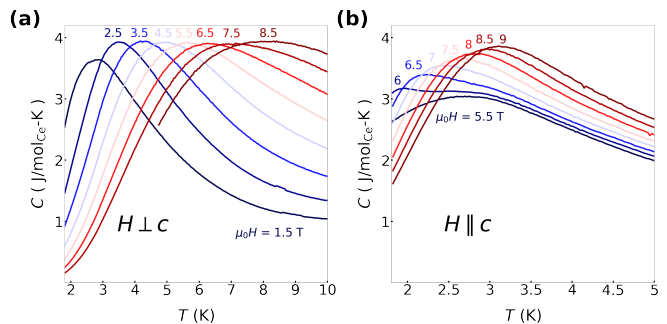 (a)
2.5 3.5 4.5 5.5 6.5 7.5 8.5
4
3
2
1
C ( J/molCe-K )
H ⊥ c
μ0H = 1.5 T
2 3 4 5 6 7 8 9 10
T (K)
(b)
6 6.5 7 7.5 8 8.5 9
4
3
2
1
C ( J/molCe-K )
μ0H = 5.5 T
H ∥ c
2 2.5 3 3.5 4 4.5 5
T (K)